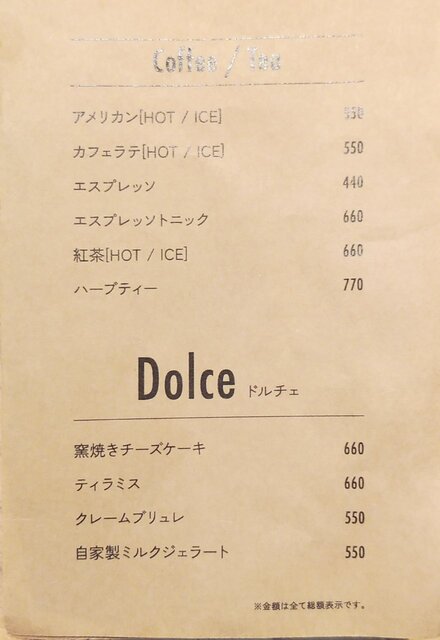 Coffee / Tea
アメリカン[HOT / ICE] 550
カフェラテ[HOT / ICE] 550
エスプレッソ 440
エスプレッソトニック 660
紅茶[HOT / ICE] 660
ハーブティー 770
Dolce ドルチェ
窯焼きチーズケーキ 660
ティラミス 660
クレームブリュレ 550
自家製ミルクジェラート 550
※金額は全て総額表示です。